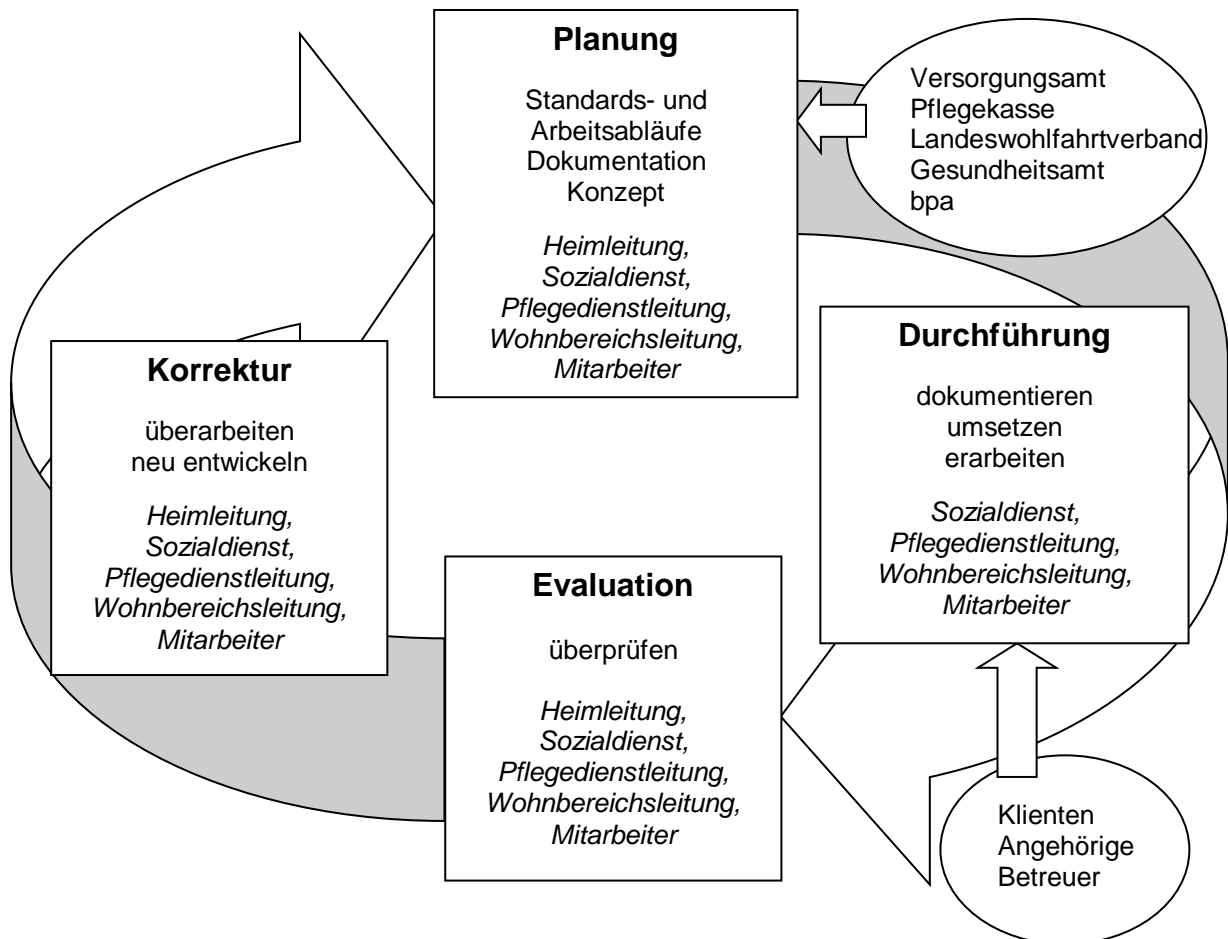 Planung
Standards- und
Arbeitsabläufe
Dokumentation
Konzept
Heimleitung,
Sozialdienst,
Pflegedienstleitung,
Wohnbereichsleitung,
Mitarbeiter
Versorgungsamt
Pflegekasse
Landeswohlfahrtverband
Gesundheitsamt
bpa
Durchführung
dokumentieren
umsetzen
erarbeiten
Sozialdienst,
Pflegedienstleitung,
Wohnbereichsleitung,
Mitarbeiter
Klienten
Angehörige
Betreuer
Evaluation
überprüfen
Heimleitung,
Sozialdienst,
Pflegedienstleitung,
Wohnbereichsleitung,
Mitarbeiter
Korrektur
überarbeiten
neu entwickeln
Heimleitung,
Sozialdienst,
Pflegedienstleitung,
Wohnbereichsleitung,
Mitarbeiter